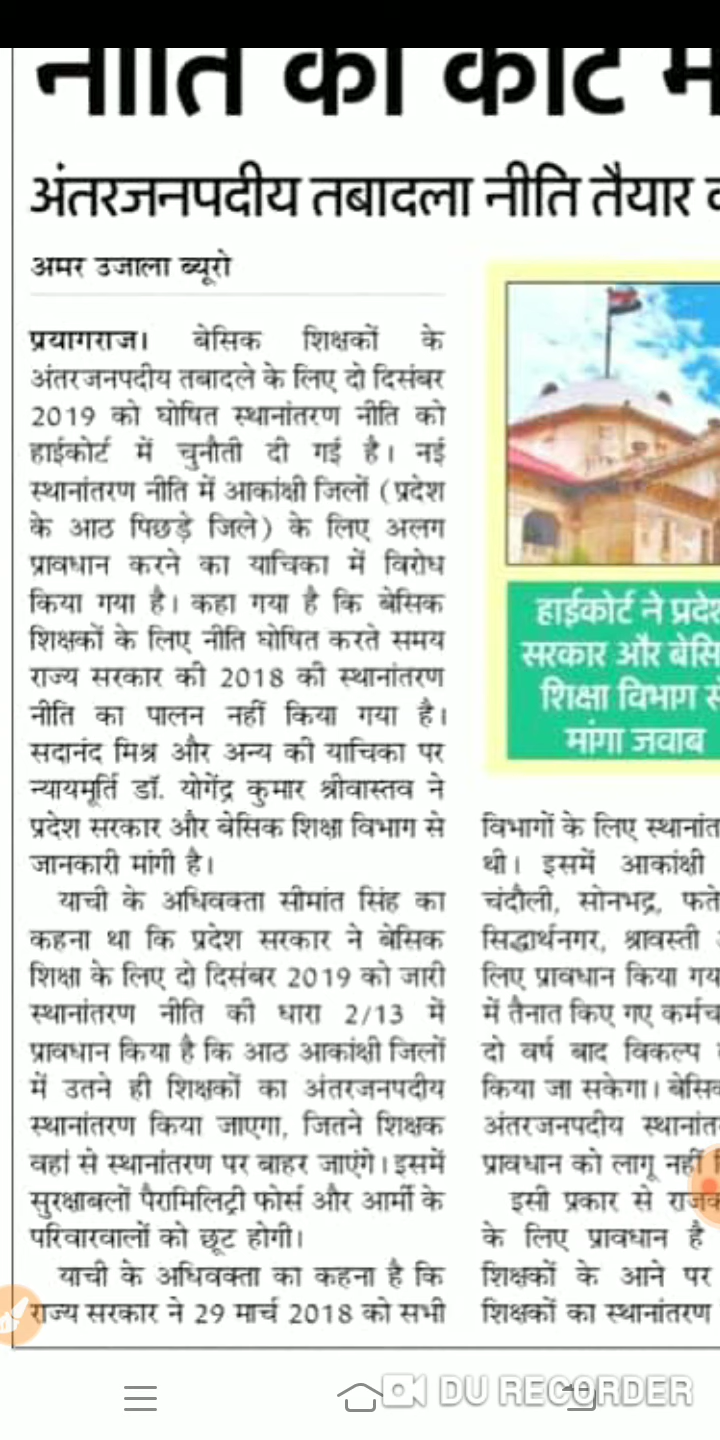 नीति को कोर्ट म
अंतरजनपदीय तबादला नीति तैयार
अमर उजाला ब्यूरो
प्रयागराज। बेसिक शिक्षकों के
अंतरजनपदीय तबादले के लिए दो दिसंबर
2019 को घोषित स्थानांतरण नीति को
हाईकोर्ट में चुनौती दी गई है। नई
स्थानांतरण नीति में आकांक्षी जिलों (प्रदेश
के आठ पिछड़े जिले) के लिए अलग
प्रावधान करने का याचिका में विरोध
किया गया है। कहा गया है कि बेसिक
शिक्षकों के लिए नीति घोषित करते समय
राज्य सरकार की 2018 की स्थानांतरण
नीति का पालन नहीं किया गया है।
सदानंद मिश्र और अन्य की याचिका पर
न्यायमूर्ति डॉ. योगेंद्र कुमार श्रीवास्तव ने
प्रदेश सरकार और बेसिक शिक्षा विभाग से
जानकारी मांगी है।
याची के अधिवक्ता सीमांत सिंह का
कहना था कि प्रदेश सरकार ने बेसिक
शिक्षा के लिए दो दिसंबर 2019 को जारी
स्थानांतरण नीति की धारा 2/13 में
प्रावधान किया है कि आठ आकांक्षी जिलों
में उतने ही शिक्षकों का अंतरजनपदीय
स्थानांतरण किया जाएगा, जितने शिक्षक
वहां से स्थानांतरण पर बाहर जाएंगे। इसमें
सुरक्षाबलों पैरामिलिट्री फोर्स और आर्मी के
परिवारवालों को छूट होगी।
याची के अधिवक्ता का कहना है कि
राज्य सरकार ने 29 मार्च 2018 को सभी
हाईकोर्ट ने प्रदेश
सरकार और बेसि
शिक्षा विभाग से
मांगा जवाब
विभागों के लिए स्थानांत
थी। इसमें आकांक्षी
चंदौली, सोनभद्र, फते
सिद्धार्थनगर, श्रावस्ती
लिए प्रावधान किया गय
में तैनात किए गए कर्मच
दो वर्ष बाद विकल्प
किया जा सकेगा। बेसिक
अंतरजनपदीय स्थानांत
प्रावधान को लागू नहीं
इसी प्रकार से राजक
के लिए प्रावधान है
शिक्षकों के आने पर
शिक्षकों का स्थानांतरण
DU RECORDER